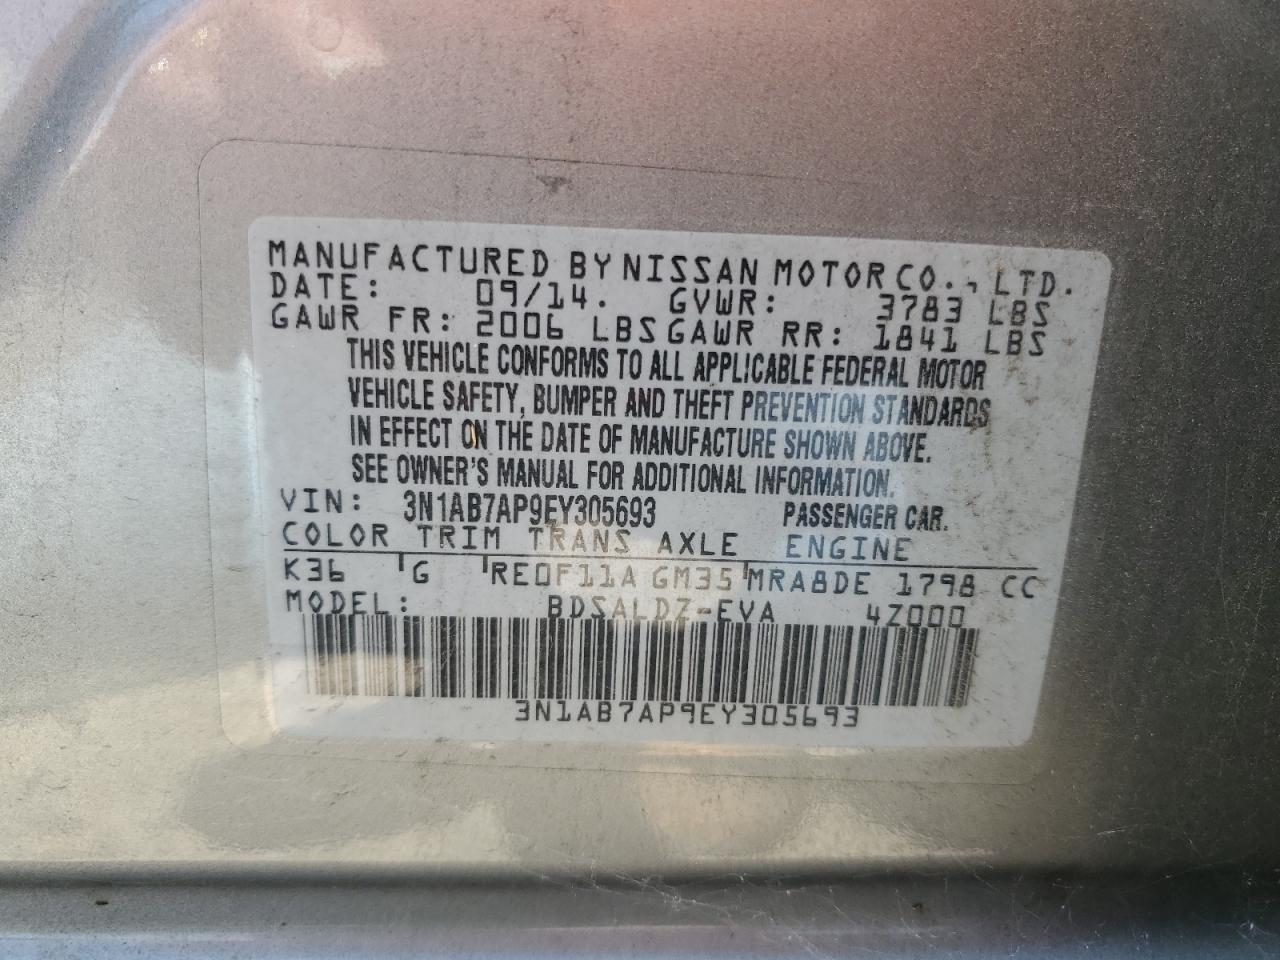 MANUFACTURED BY NISSAN MOTOR CO., LTD.
DATE: 09/14. GVWR: 3783 LBS
GAWR FR: 2006 LBS GAWR RR: 1841 LBS
THIS VEHICLE CONFORMS TO ALL APPLICABLE FEDERAL MOTOR
VEHICLE SAFETY, BUMPER AND THEFT PREVENTION STANDARDS
IN EFFECT ON THE DATE OF MANUFACTURE SHOWN ABOVE.
SEE OWNER'S MANUAL FOR ADDITIONAL INFORMATION.
VIN: 3N1AB7AP9EY305693 PASSENGER CAR.
COLOR TRIM TRANS AXLE ENGINE
K36 G RE0F11A GM35 MRA8DE 1798 CC
MODEL: BDSALDZ-EVA 4Z000
3N1AB7AP9EY305693